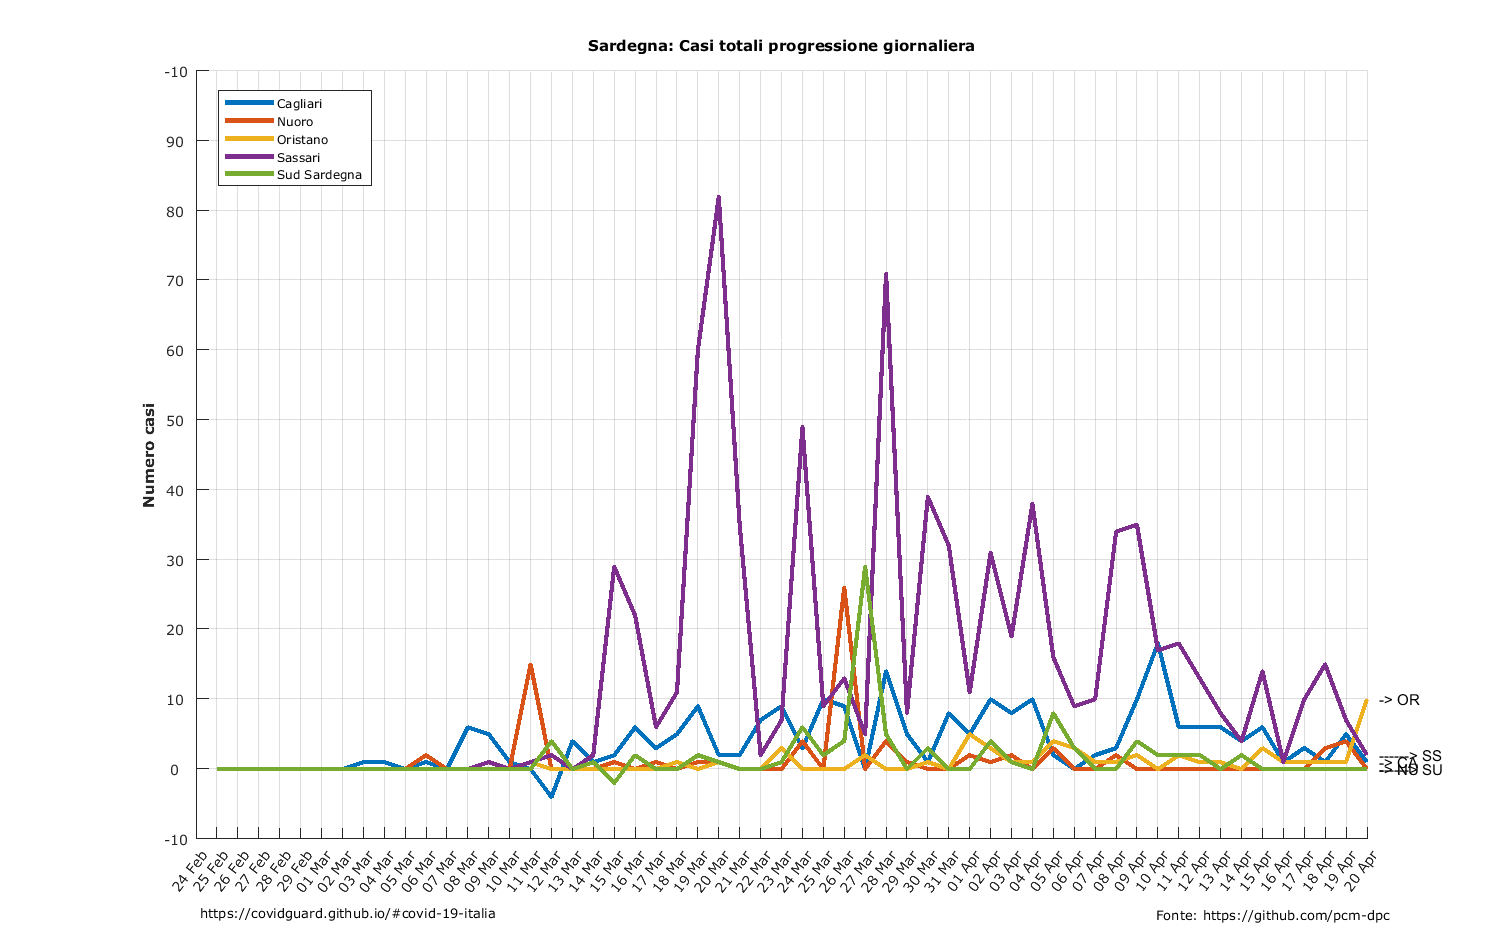 Sardegna: Casi totali progressione giornaliera
-10
90
80
70
60
50
40
30
20
10
0
-10
Numero casi
Cagliari
Nuoro
Oristano
Sassari
Sud Sardegna
-> OR
-> SS
-> CA
-> NU
SU
24 Feb
25 Feb
26 Feb
27 Feb
28 Feb
29 Feb
01 Mar
02 Mar
03 Mar
04 Mar
05 Mar
06 Mar
07 Mar
08 Mar
09 Mar
10 Mar
11 Mar
12 Mar
13 Mar
14 Mar
15 Mar
16 Mar
17 Mar
18 Mar
19 Mar
20 Mar
21 Mar
22 Mar
23 Mar
24 Mar
25 Mar
26 Mar
27 Mar
28 Mar
29 Mar
30 Mar
31 Mar
01 Apr
02 Apr
03 Apr
04 Apr
05 Apr
06 Apr
07 Apr
08 Apr
09 Apr
10 Apr
11 Apr
12 Apr
13 Apr
14 Apr
15 Apr
16 Apr
17 Apr
18 Apr
19 Apr
20 Apr
https://covidguard.github.io/#covid-19-italia
Fonte: https://github.com/pcm-dpc